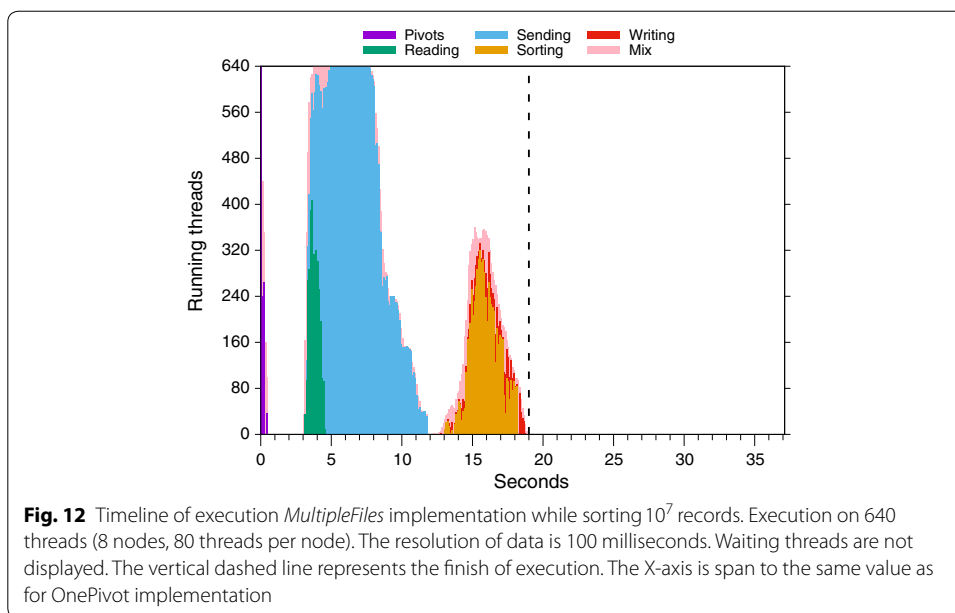 Pivots Sending Writing
Reading Sorting Mix
640
560
480
400
320
240
160
80
0
Running threads
0 5 10 15 20 25 30 35
Seconds
Fig. 12 Timeline of execution MultipleFiles implementation while sorting 10⁷ records. Execution on 640
threads (8 nodes, 80 threads per node). The resolution of data is 100 milliseconds. Waiting threads are not
displayed. The vertical dashed line represents the finish of execution. The X-axis is span to the same value as
for OnePivot implementation